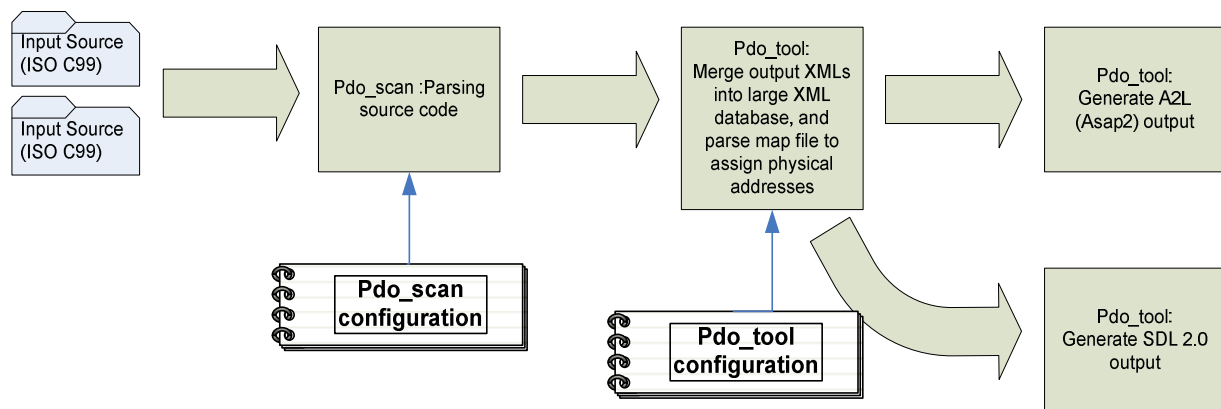 Input Source
(ISO C99)
Input Source
(ISO C99)
Pdo_scan :Parsing
source code
Pdo_tool:
Merge output XMLs
into large XML
database, and
parse map file to
assign physical
addresses
Pdo_tool:
Generate A2L
(Asap2) output
Pdo_scan
configuration
Pdo_tool
configuration
Pdo_tool:
Generate SDL 2.0
output